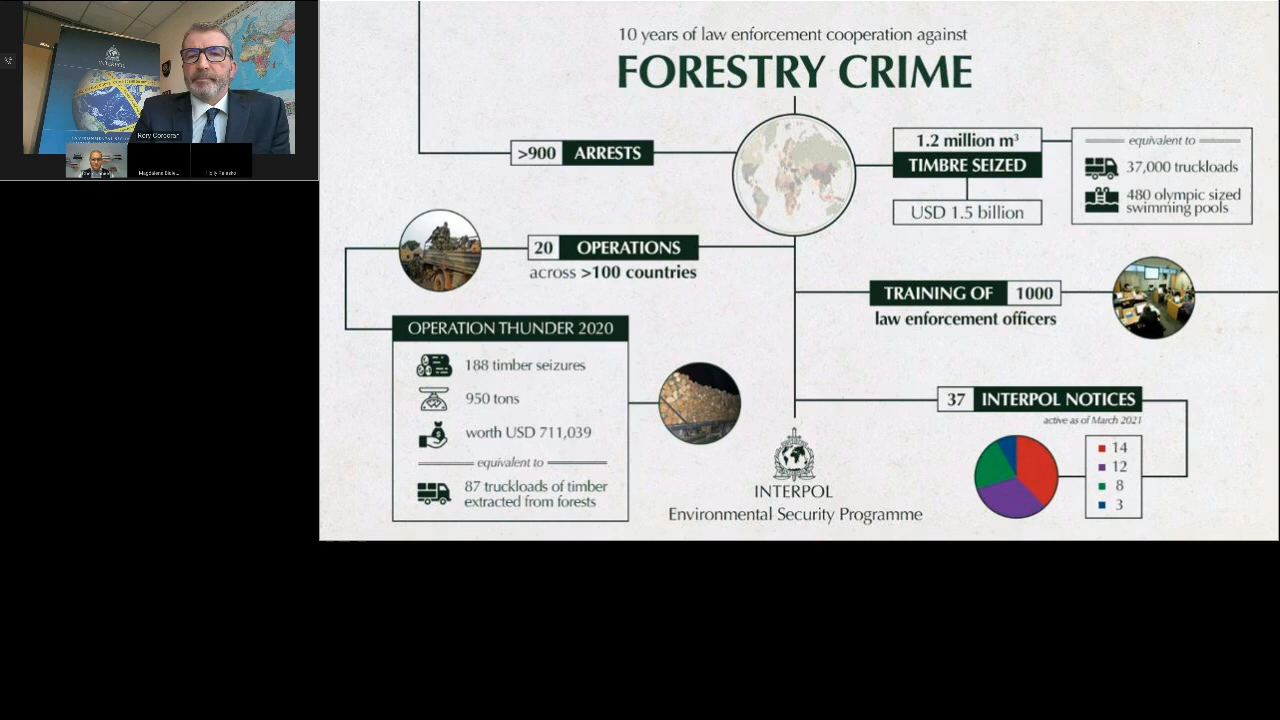 INTERPOL
Rory Corcoran
10 years of law enforcement cooperation against
FORESTRY CRIME
>900 ARRESTS
1.2 million m³
TIMBRE SEIZED
USD 1.5 billion
equivalent to
37,000 truckloads
480 olympic sized
swimming pools
20 OPERATIONS
across >100 countries
TRAINING OF 1000
law enforcement officers
OPERATION THUNDER 2020
188 timber seizures
950 tons
worth USD 711,039
equivalent to
87 truckloads of timber
extracted from forests
37 INTERPOL NOTICES
active as of March 2021
14
12
8
3
INTERPOL
Environmental Security Programme